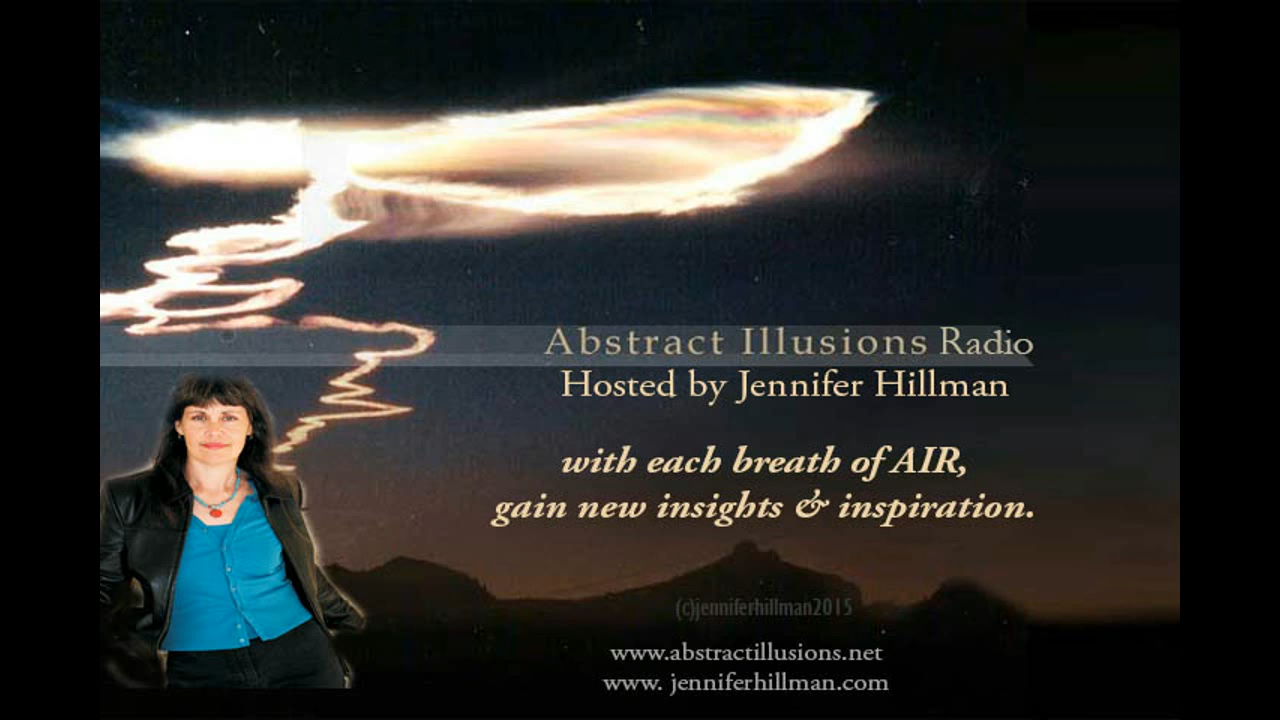 Abstract Illusions Radio
Hosted by Jennifer Hillman
with each breath of AIR,
gain new insights & inspiration.
(c)jenniferhillman2015
www.abstractillusions.net
www. jenniferhillman.com